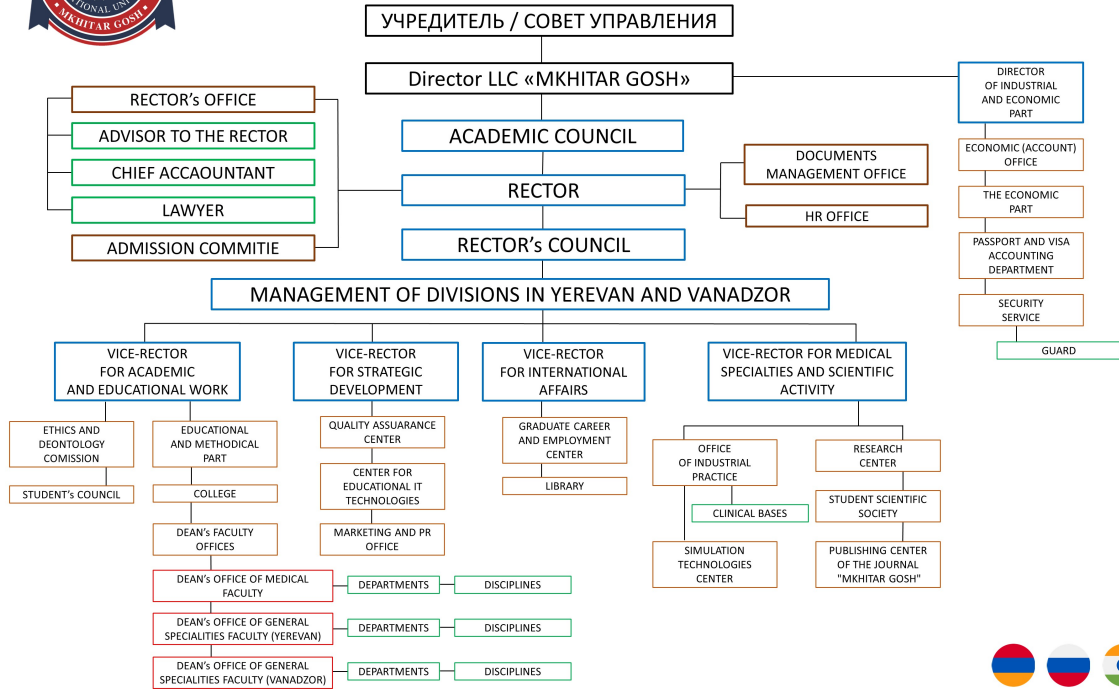 TIONAL UNI
• MKHITAR GOSH •
УЧРЕДИТЕЛЬ / СОВЕТ УПРАВЛЕНИЯ
Director LLC «MKHITAR GOSH»
DIRECTOR
OF INDUSTRIAL
AND ECONOMIC
PART
RECTOR's OFFICE
ADVISOR TO THE RECTOR
CHIEF ACCAOUNTANT
LAWYER
ADMISSION COMMITIE
ACADEMIC COUNCIL
RECTOR
RECTOR's COUNCIL
DOCUMENTS
MANAGEMENT OFFICE
HR OFFICE
ECONOMIC (ACCOUNT)
OFFICE
THE ECONOMIC
PART
PASSPORT AND VISA
ACCOUNTING
DEPARTMENT
SECURITY
SERVICE
GUARD
MANAGEMENT OF DIVISIONS IN YEREVAN AND VANADZOR
VICE-RECTOR
FOR ACADEMIC
AND EDUCATIONAL WORK
VICE-RECTOR
FOR STRATEGIC
DEVELOPMENT
VICE-RECTOR
FOR INTERNATIONAL
AFFAIRS
VICE-RECTOR FOR MEDICAL
SPECIALTIES AND SCIENTIFIC
ACTIVITY
ETHICS AND
DEONTOLOGY
COMISSION
STUDENT's COUNCIL
EDUCATIONAL
AND METHODICAL
PART
COLLEGE
DEAN's FACULTY
OFFICES
QUALITY ASSUARANCE
CENTER
CENTER FOR
EDUCATIONAL IT
TECHNOLOGIES
MARKETING AND PR
OFFICE
GRADUATE CAREER
AND EMPLOYMENT
CENTER
LIBRARY
OFFICE
OF INDUSTRIAL
PRACTICE
CLINICAL BASES
SIMULATION
TECHNOLOGIES
CENTER
RESEARCH
CENTER
STUDENT SCIENTIFIC
SOCIETY
PUBLISHING CENTER
OF THE JOURNAL
"MKHITAR GOSH"
DEAN's OFFICE OF MEDICAL
FACULTY
DEPARTMENTS
DISCIPLINES
DEAN's OFFICE OF GENERAL
SPECIALITIES FACULTY (YEREVAN)
DEPARTMENTS
DISCIPLINES
DEAN's OFFICE OF GENERAL
SPECIALITIES FACULTY (VANADZOR)
DEPARTMENTS
DISCIPLINES